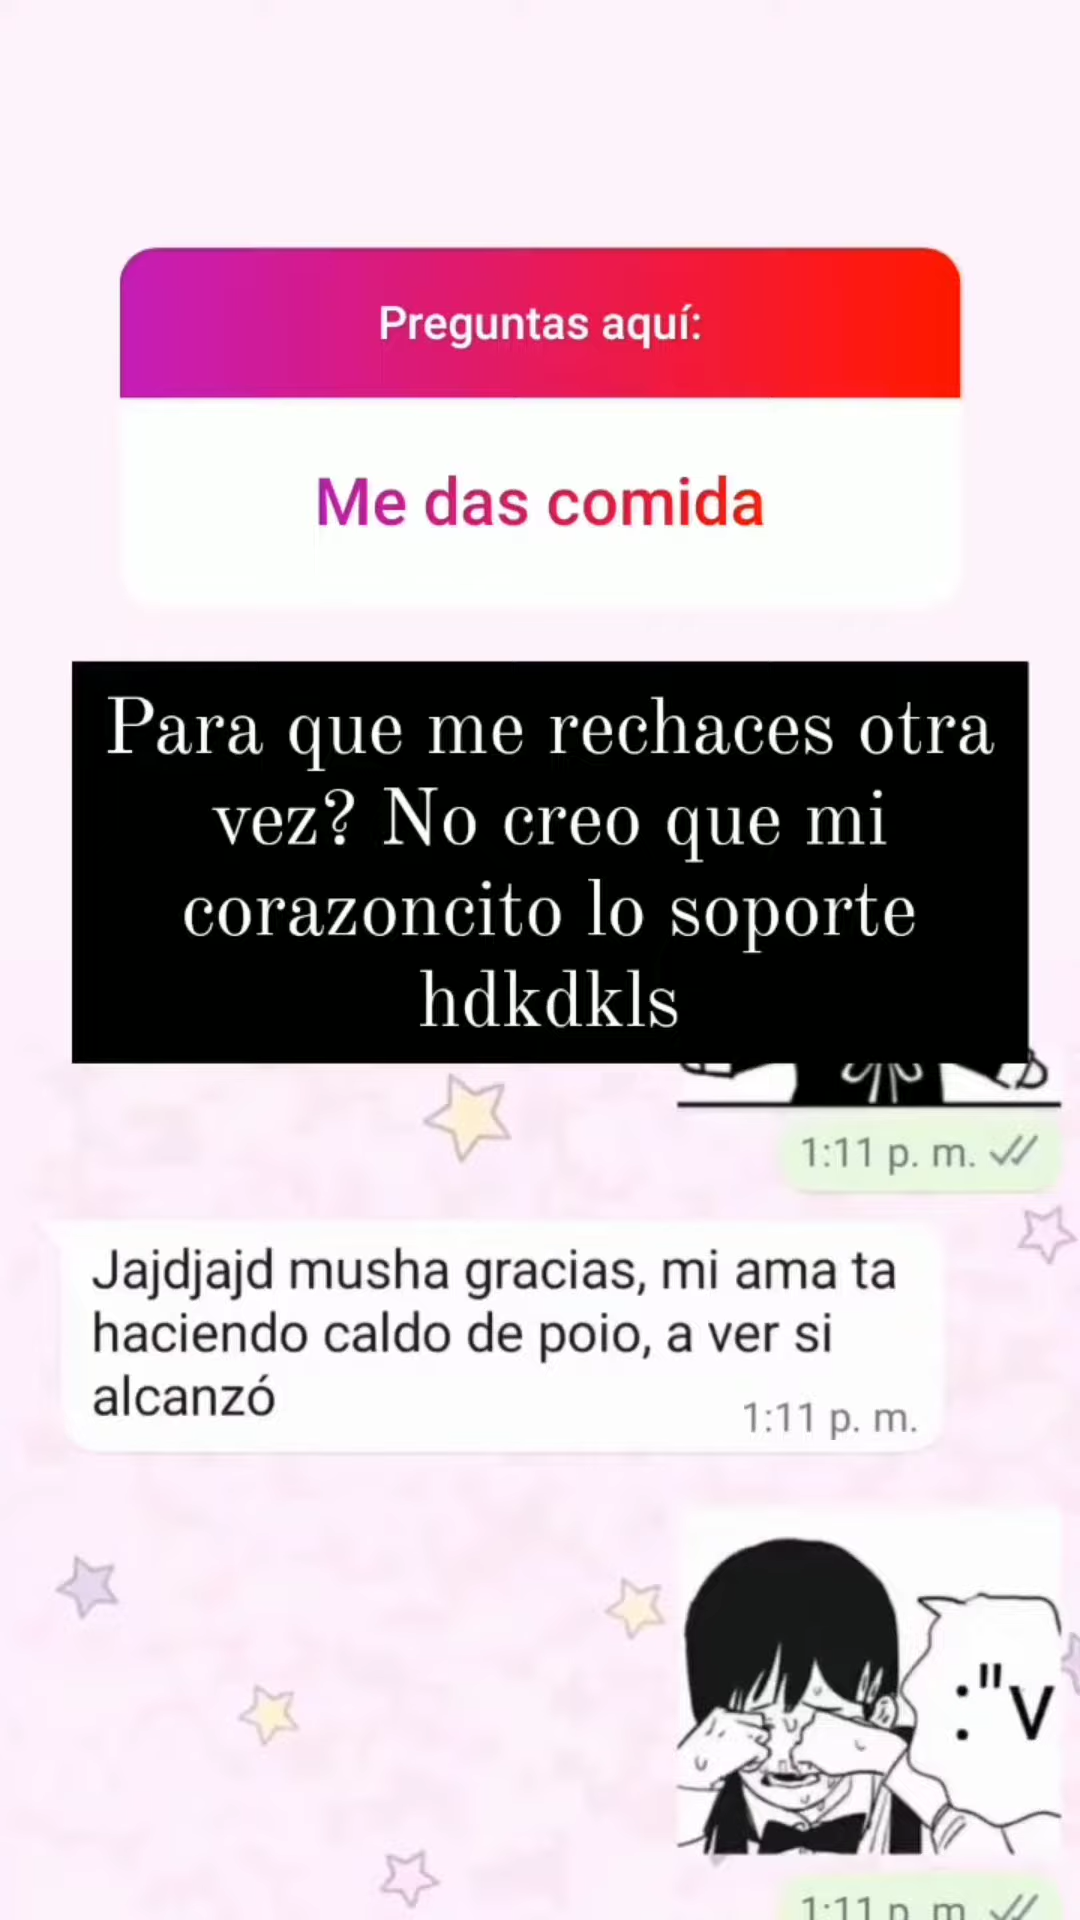 Preguntas aquí:
Me das comida
Para que me rechaces otra
vez? No creo que mi
corazoncito lo soporte
hdkdkls
1:11 p. m.
Jajdjajd musha gracias, mi ama ta
haciendo caldo de poio, a ver si
alcanzó
1:11 p. m.
:"v
1:11 p. m.